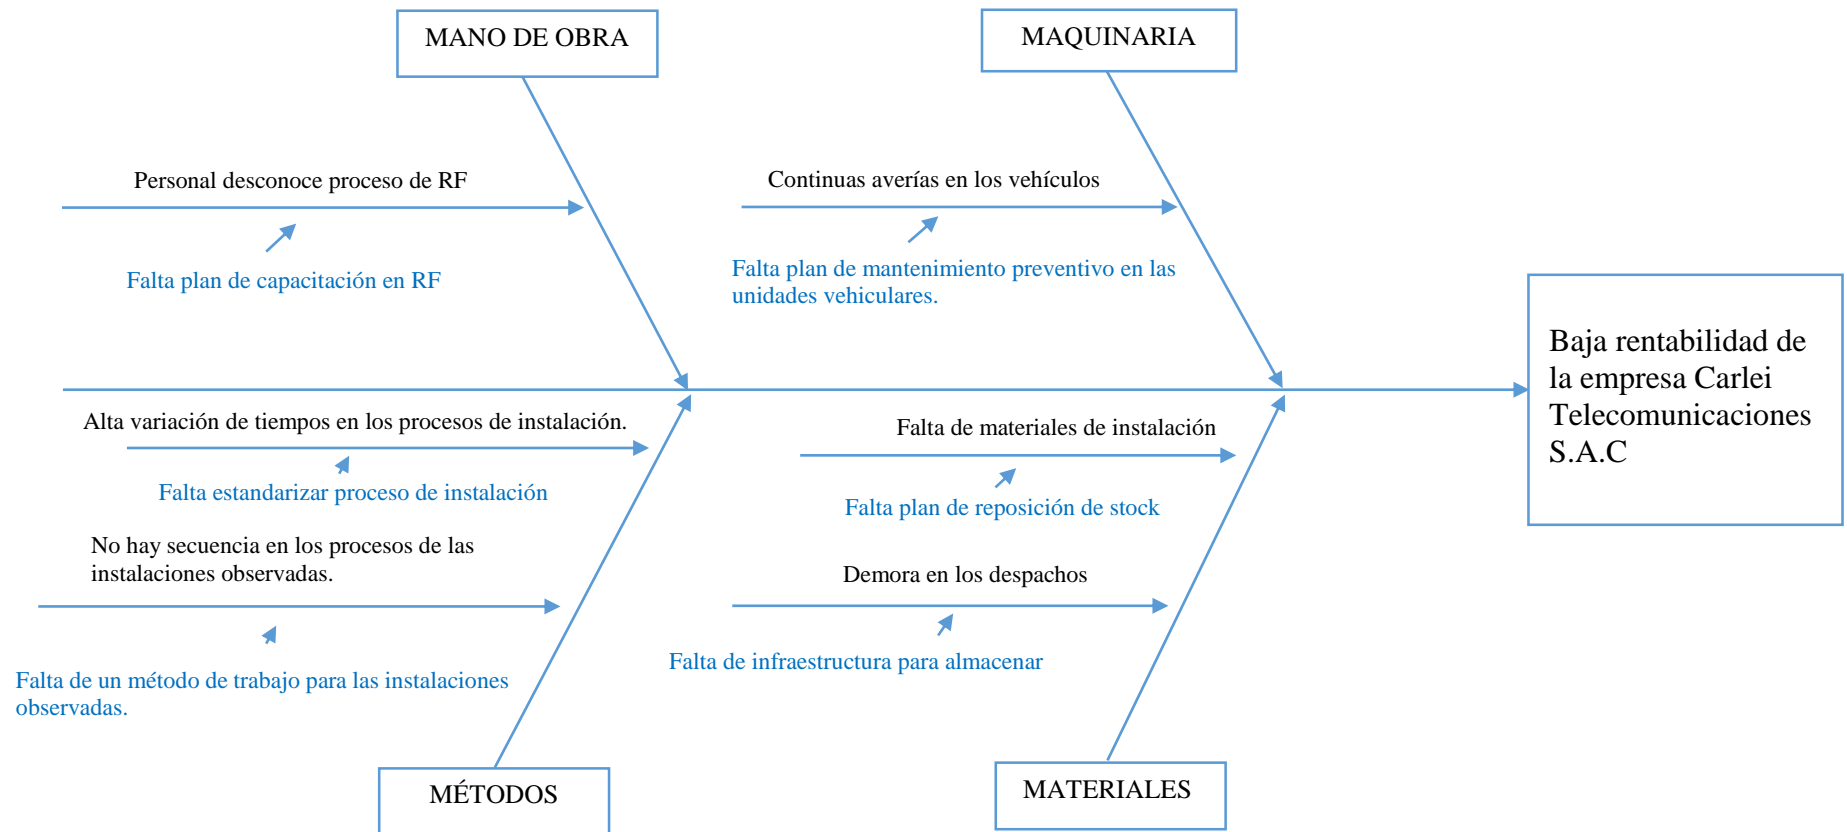 MANO DE OBRA
MAQUINARIA
Personal desconoce proceso de RF
Continuas averías en los vehículos
Falta plan de capacitación en RF
Falta plan de mantenimiento preventivo en las
unidades vehiculares.
Baja rentabilidad de
la empresa Carlei
Telecomunicaciones
S.A.C
Alta variación de tiempos en los procesos de instalación.
Falta de materiales de instalación
Falta estandarizar proceso de instalación
Falta plan de reposición de stock
No hay secuencia en los procesos de las
instalaciones observadas.
Demora en los despachos
Falta de un método de trabajo para las instalaciones
observadas.
Falta de infraestructura para almacenar
MÉTODOS
MATERIALES